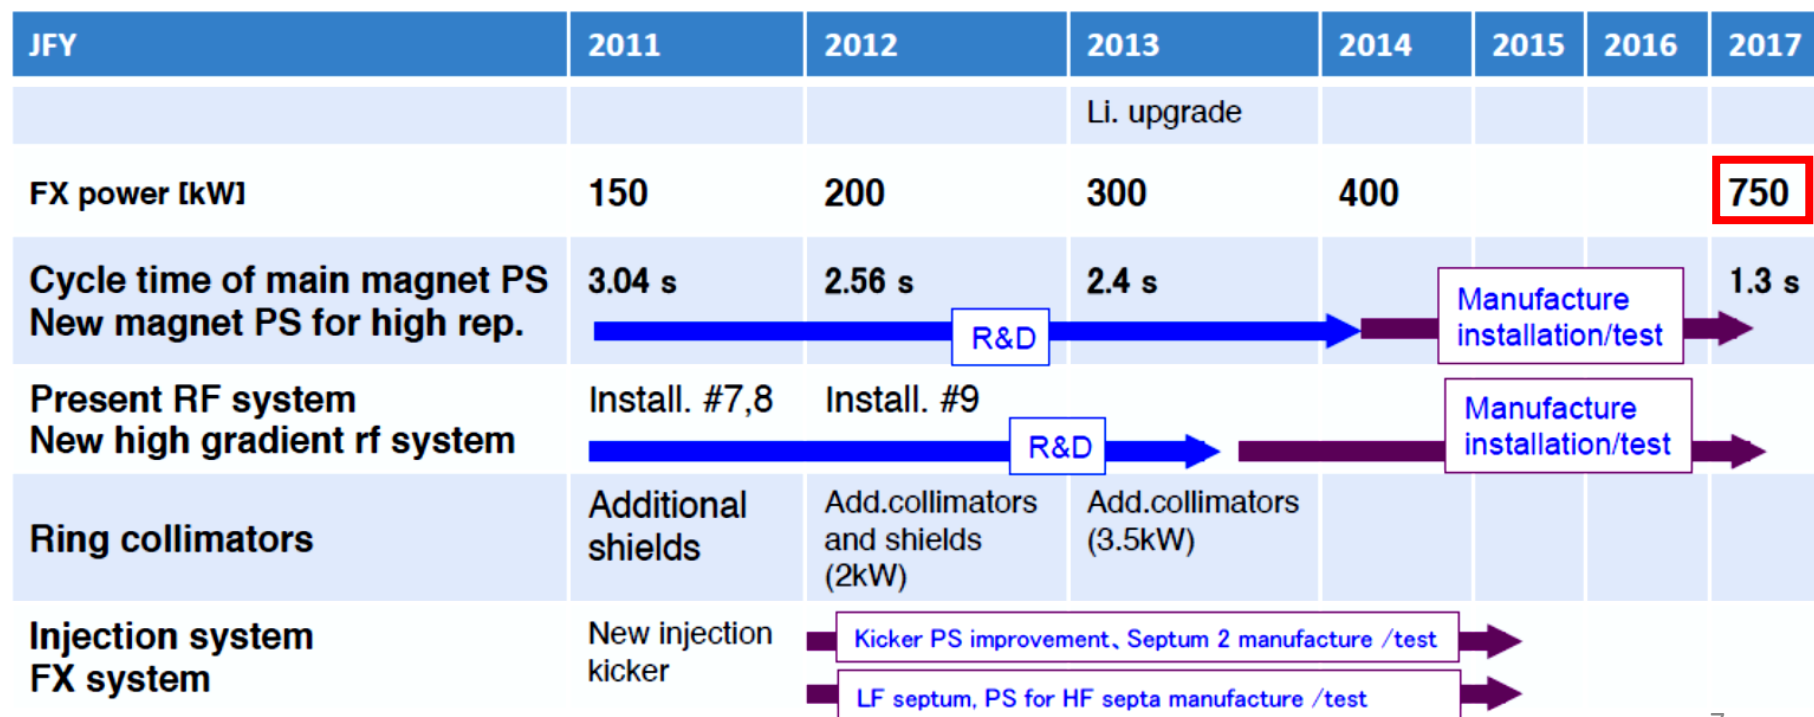 JFY 2011 2012 2013 2014 2015 2016 2017
Li. upgrade
FX power [kW] 150 200 300 400 750
Cycle time of main magnet PS 3.04 s 2.56 s 2.4 s 1.3 s
New magnet PS for high rep.
R&D
Manufacture
installation/test
Present RF system Install. #7,8 Install. #9
New high gradient rf system
R&D
Manufacture
installation/test
Ring collimators
Additional
shields
Add.collimators
and shields
(2kW)
Add.collimators
(3.5kW)
Injection system
FX system
New injection
kicker
Kicker PS improvement、Septum 2 manufacture /test
LF septum, PS for HF septa manufacture /test